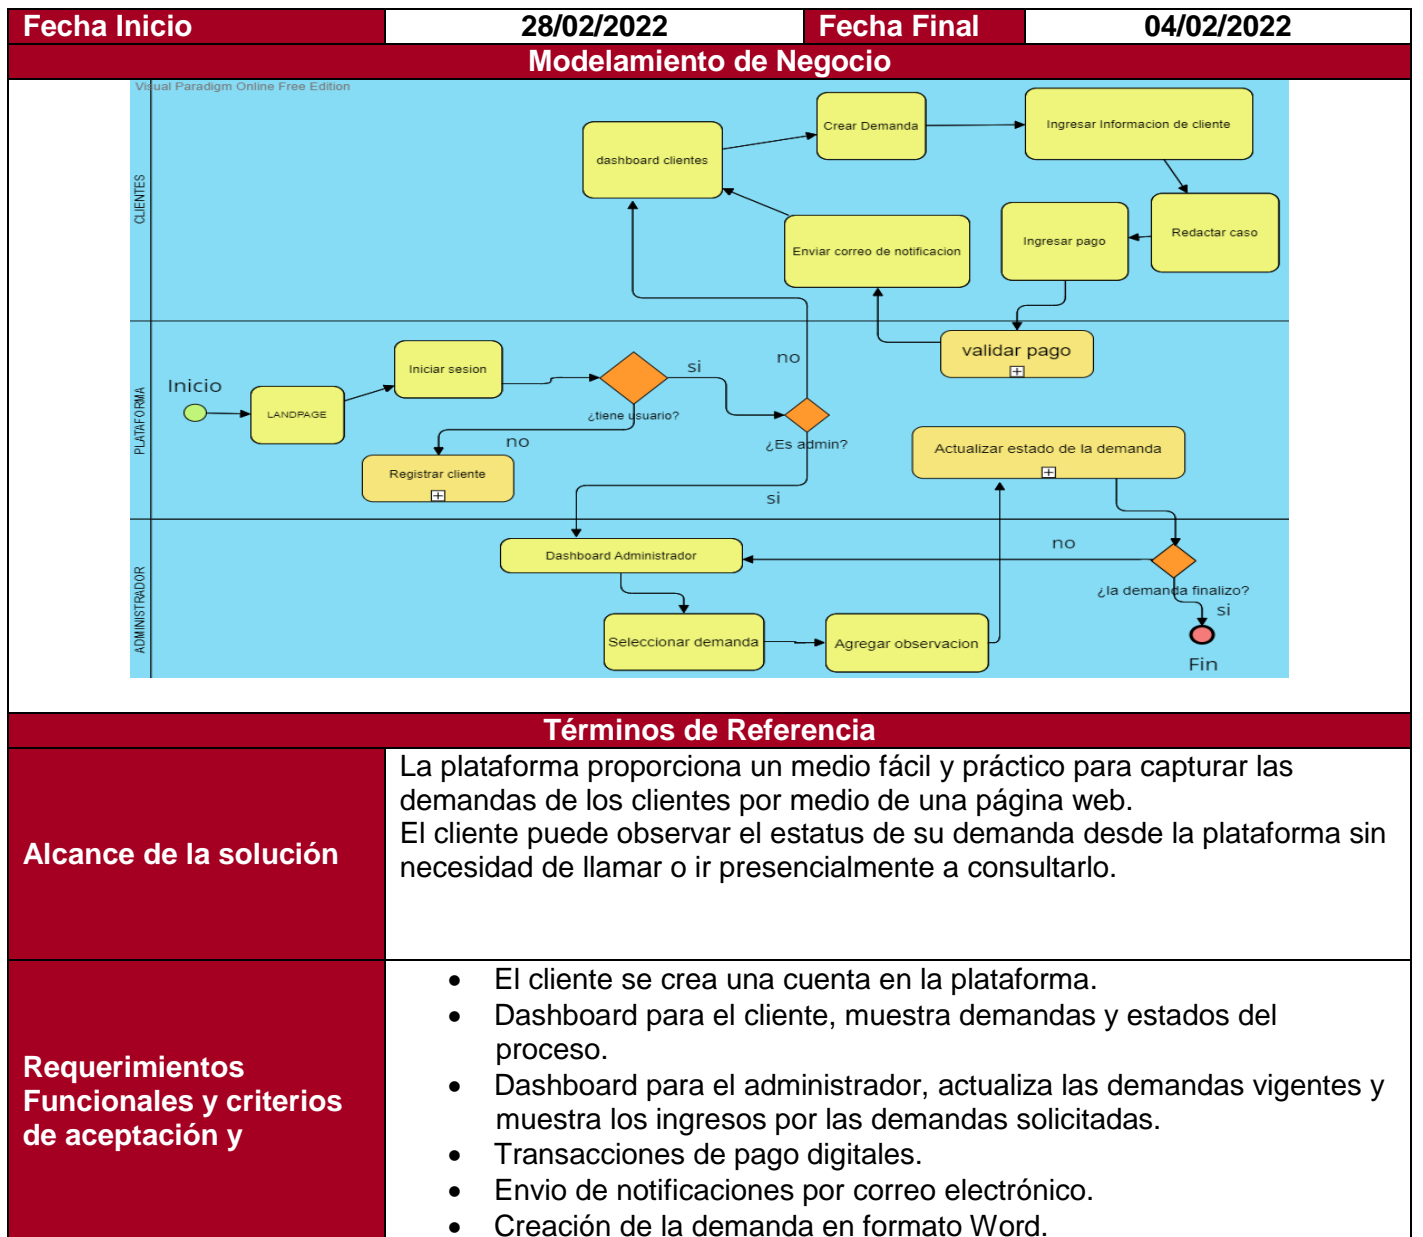 Fecha Inicio 28/02/2022 Fecha Final 04/02/2022
Modelamiento de Negocio
Visual Paradigm Online Free Edition
CLIENTES
dashboard clientes
Crear Demanda
Ingresar Informacion de cliente
Redactar caso
Ingresar pago
Enviar correo de notificacion
PLATAFORMA
Inicio
LANDPAGE
Iniciar sesion
¿tiene usuario?
si
no
Registrar cliente
¿Es admin?
no
si
validar pago
Actualizar estado de la demanda
ADMINISTRADOR
Dashboard Administrador
Seleccionar demanda
Agregar observacion
no
¿la demanda finalizo?
si
Fin
Términos de Referencia
Alcance de la solución
La plataforma proporciona un medio fácil y práctico para capturar las
demandas de los clientes por medio de una página web.
El cliente puede observar el estatus de su demanda desde la plataforma sin
necesidad de llamar o ir presencialmente a consultarlo.
Requerimientos
Funcionales y criterios
de aceptación y
• El cliente se crea una cuenta en la plataforma.
• Dashboard para el cliente, muestra demandas y estados del
proceso.
• Dashboard para el administrador, actualiza las demandas vigentes y
muestra los ingresos por las demandas solicitadas.
• Transacciones de pago digitales.
• Envio de notificaciones por correo electrónico.
• Creación de la demanda en formato Word.